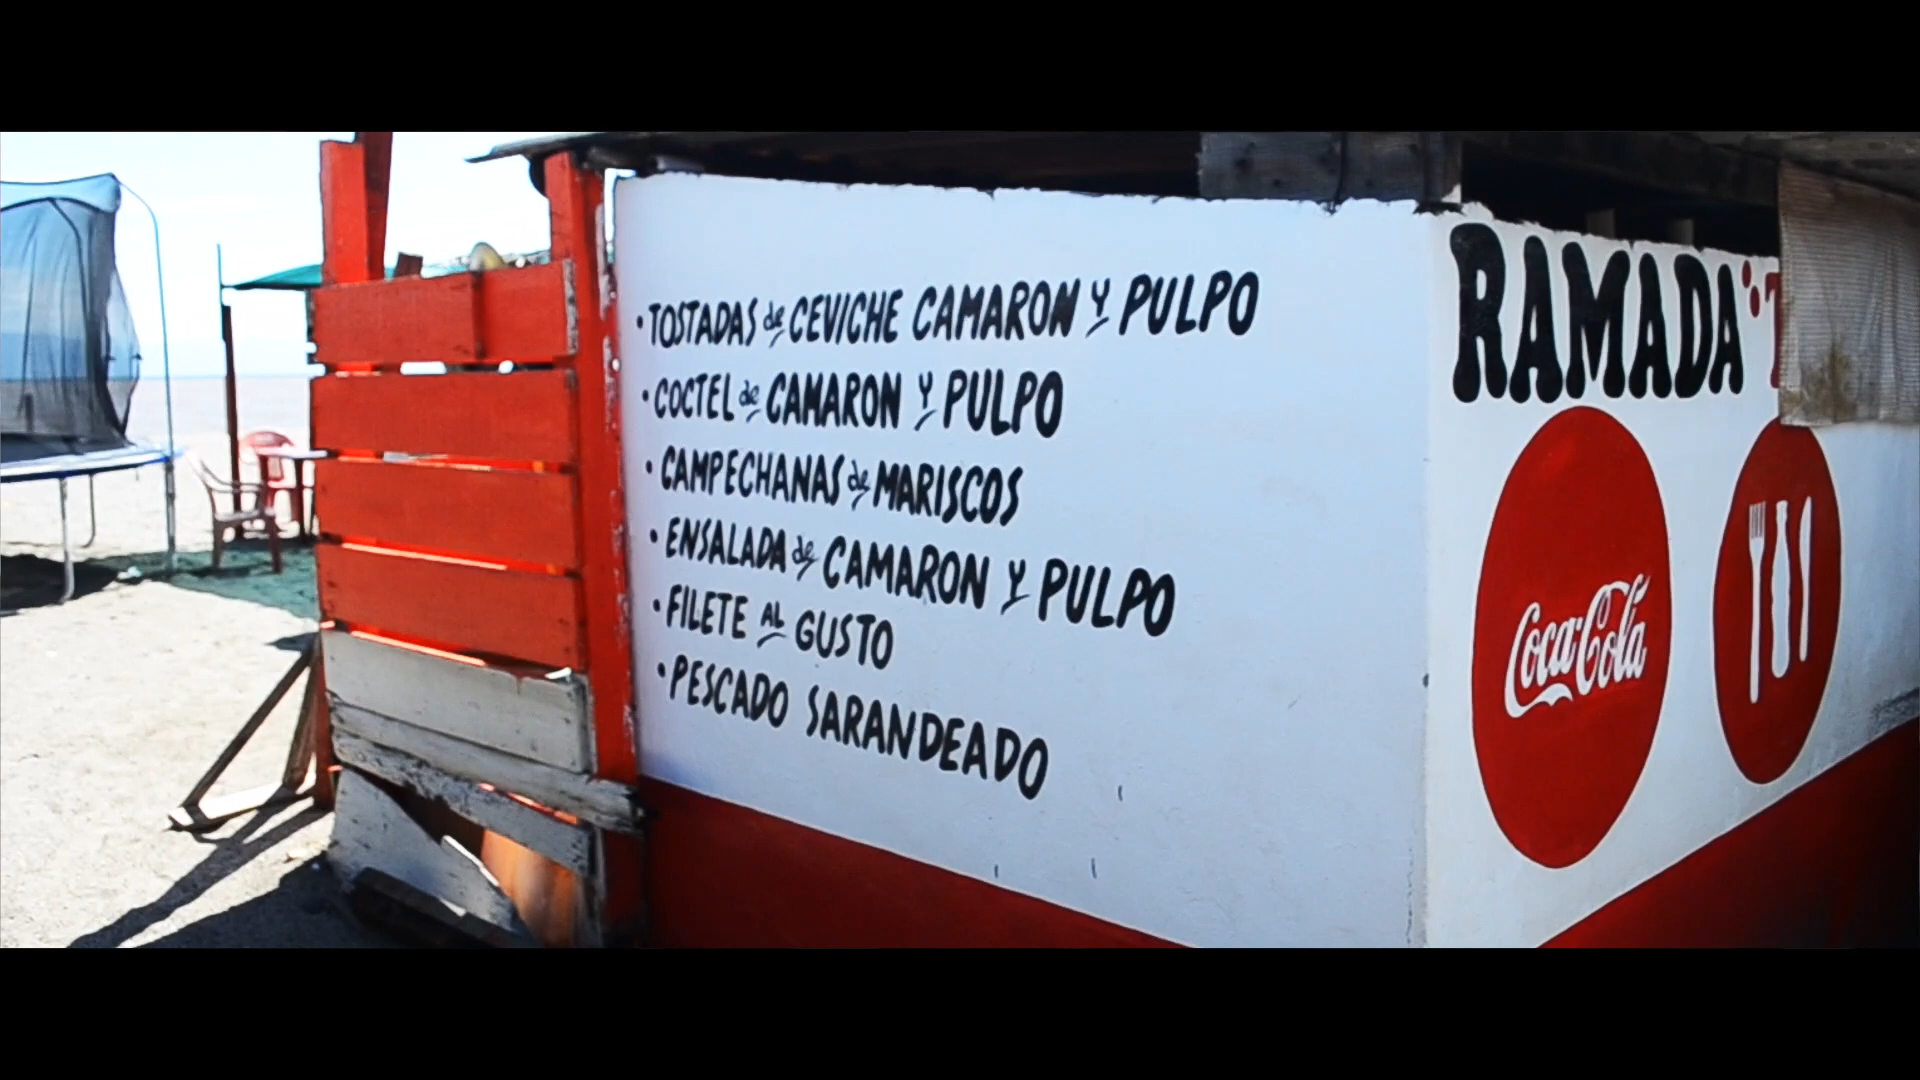 • TOSTADAS de CEVICHE CAMARON Y PULPO
• COCTEL de CAMARON Y PULPO
• CAMPECHANAS de MARISCOS
• ENSALADA de CAMARON Y PULPO
• FILETE AL GUSTO
• PESCADO SARANDEADO
RAMADA
Coca-Cola